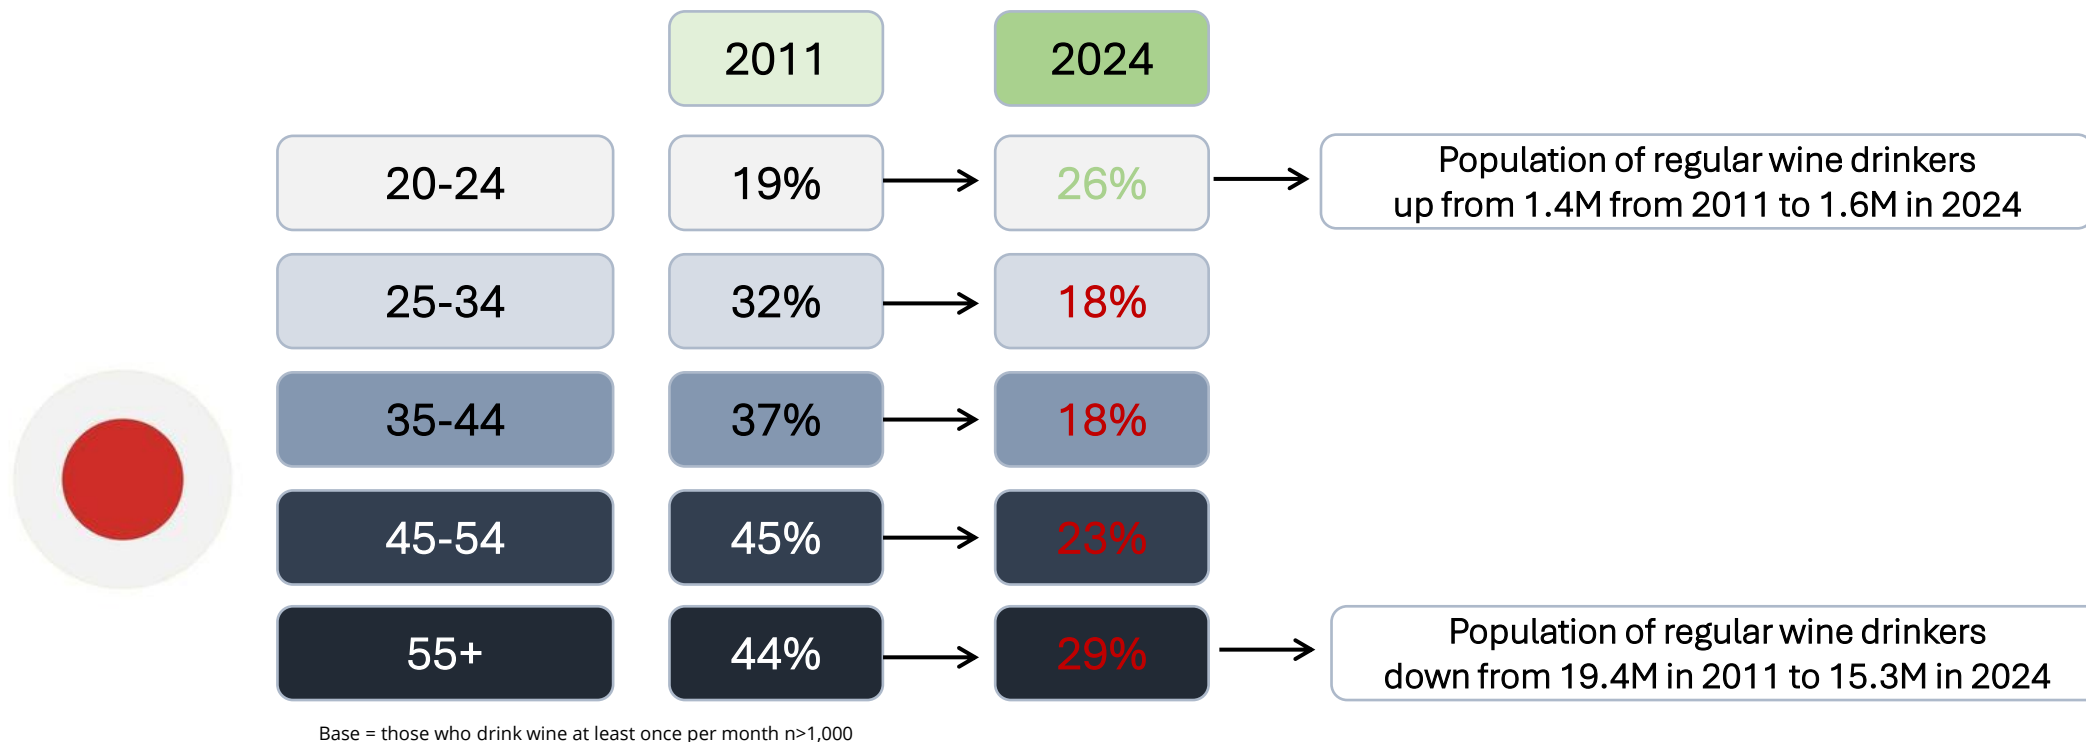 2011 2024
20-24 19% 26% Population of regular wine drinkers
up from 1.4M from 2011 to 1.6M in 2024
25-34 32% 18%
35-44 37% 18%
45-54 45% 23%
55+ 44% 29% Population of regular wine drinkers
down from 19.4M in 2011 to 15.3M in 2024
Base = those who drink wine at least once per month n>1,000